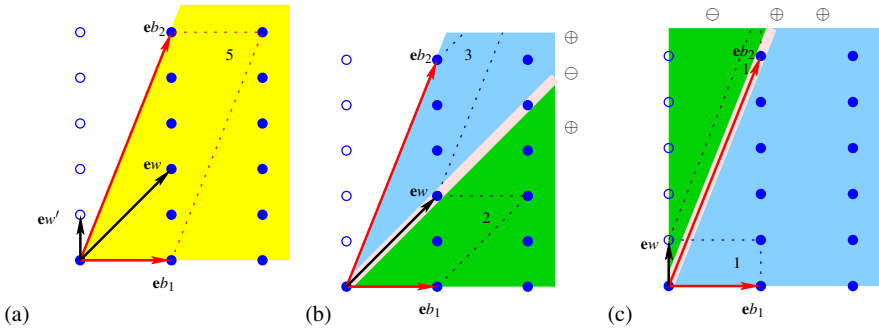 (a)
eb₂
5
ew
ew′
eb₁
(b)
eb₂
3
⊕
⊖
⊕
ew
2
eb₁
(c)
⊖ ⊕ ⊕
eb₂
1
ew
1
eb₁